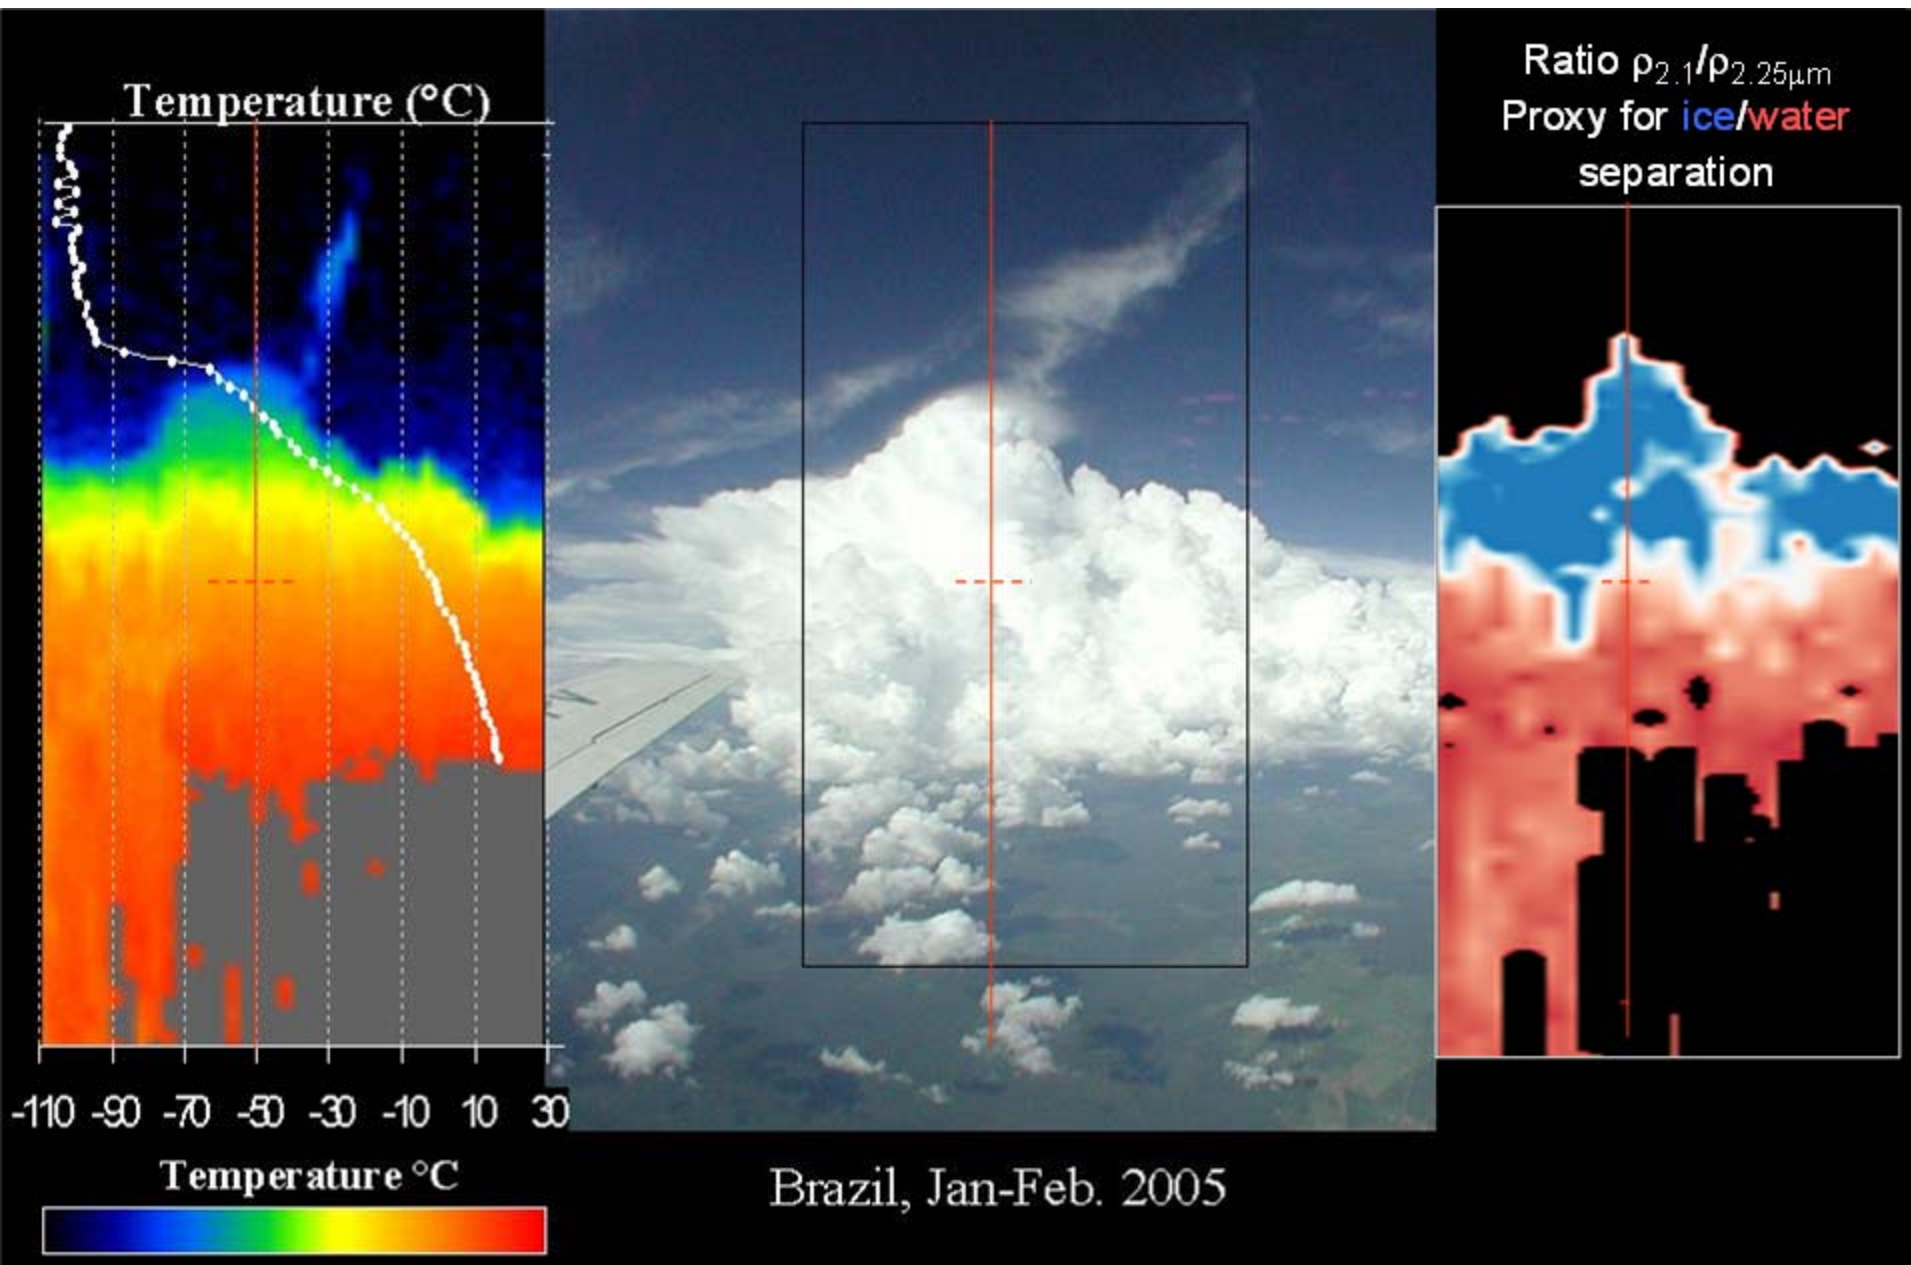 Temperature (°C)
-110 -90 -70 -50 -30 -10 10 30
Temperature °C
Brazil, Jan-Feb. 2005
Ratio ρ2.1/ρ2.25μm
Proxy for ice/water
separation